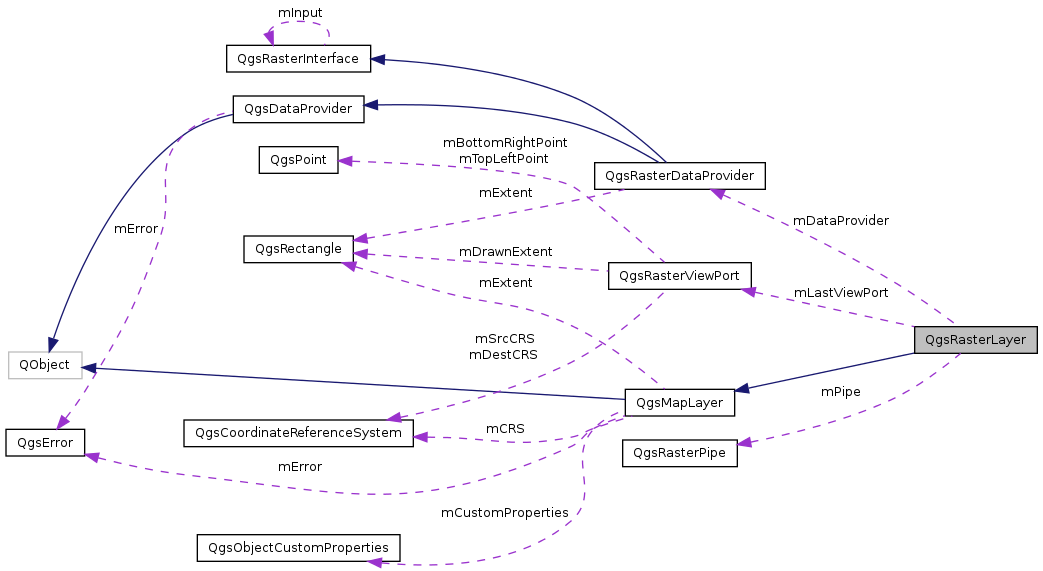 mInput
QgsRasterInterface
QgsDataProvider
mBottomRightPoint
mTopLeftPoint
QgsPoint
QgsRasterDataProvider
mExtent
mDataProvider
mError
QgsRectangle
mDrawnExtent
QgsRasterViewPort
mExtent
mLastViewPort
mSrcCRS
mDestCRS
QgsRasterLayer
QObject
mPipe
QgsMapLayer
QgsCoordinateReferenceSystem
mCRS
QgsError
QgsRasterPipe
mError
mCustomProperties
QgsObjectCustomProperties